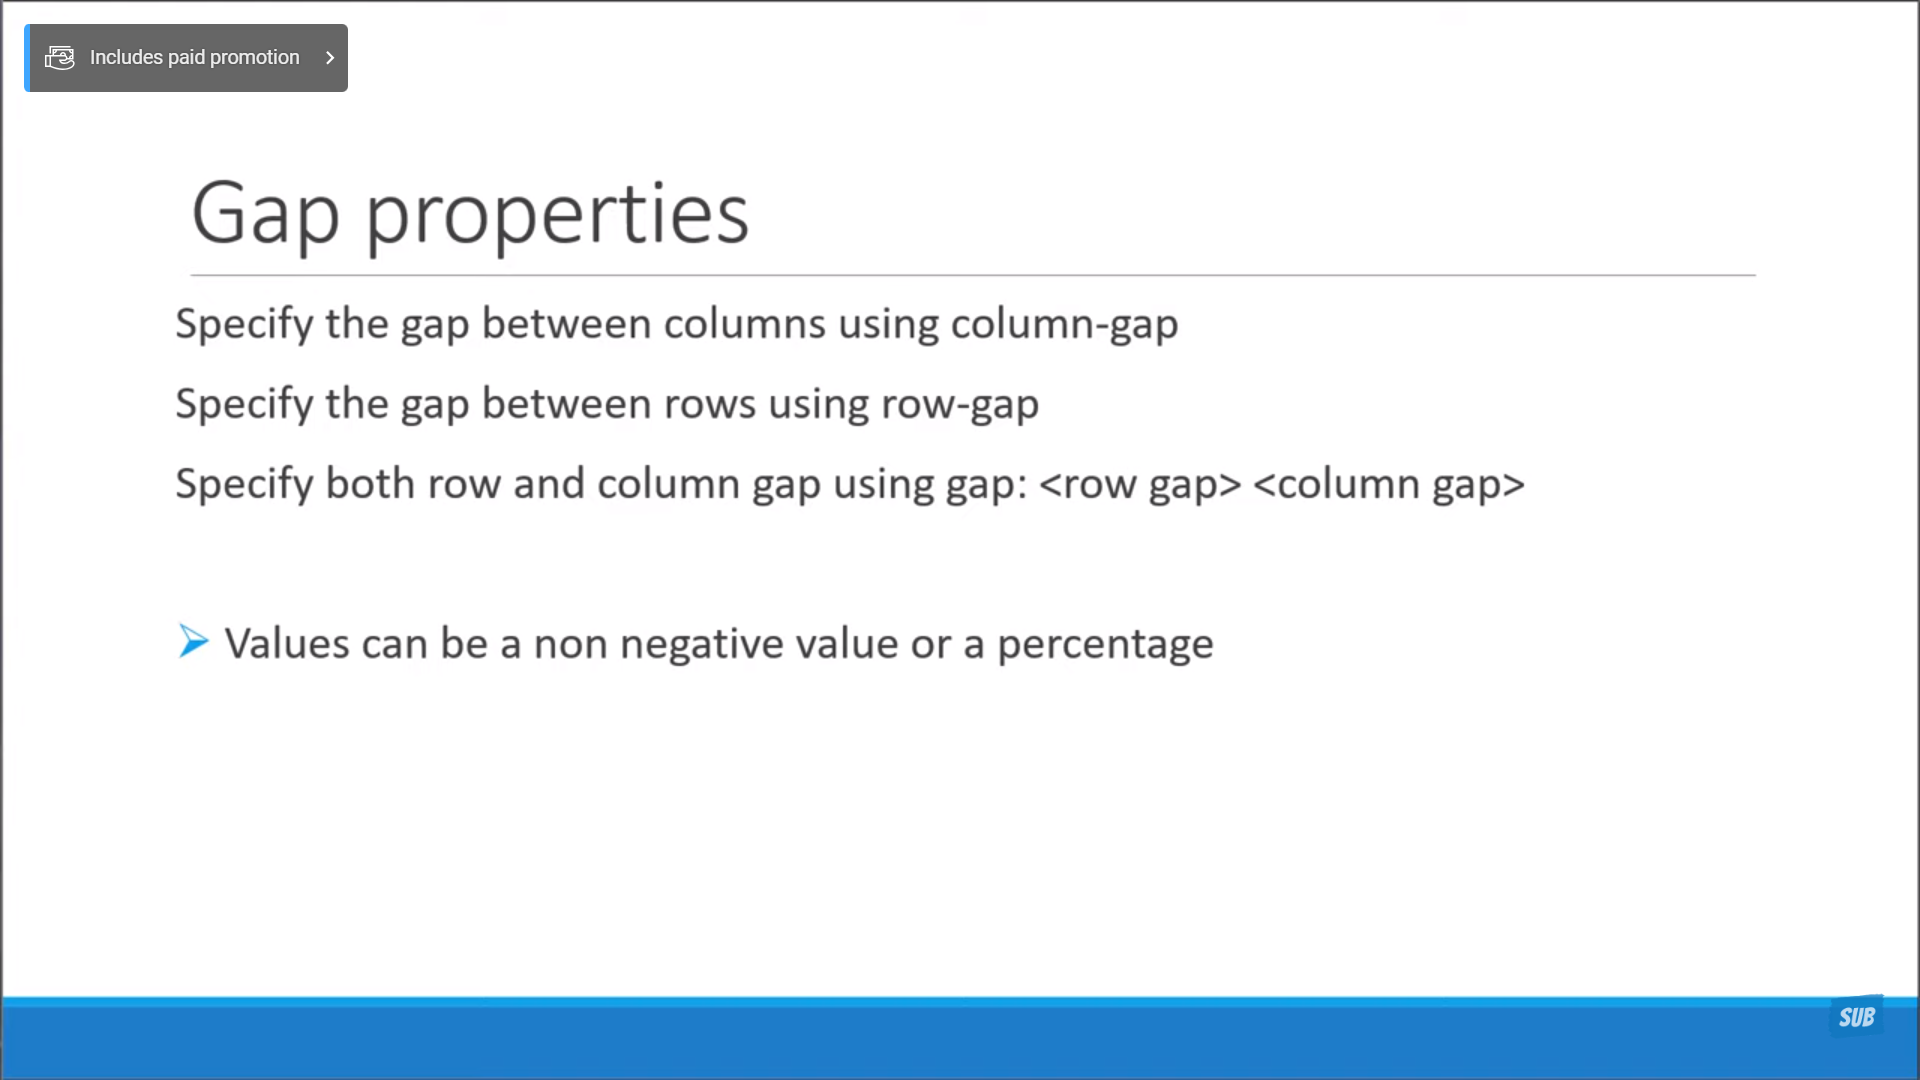 Includes paid promotion
Gap properties
Specify the gap between columns using column-gap
Specify the gap between rows using row-gap
Specify both row and column gap using gap: <row gap> <column gap>
Values can be a non negative value or a percentage
SUB